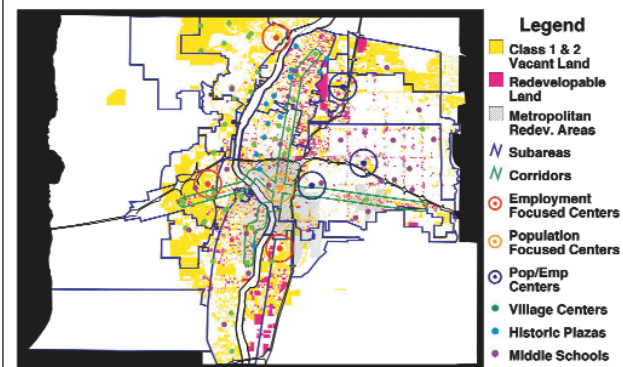 Legend
Class 1 & 2
Vacant Land
Redevelopable
Land
Metropolitan
Redev. Areas
Subareas
Corridors
Employment
Focused Centers
Population
Focused Centers
Pop/Emp
Centers
Village Centers
Historic Plazas
Middle Schools